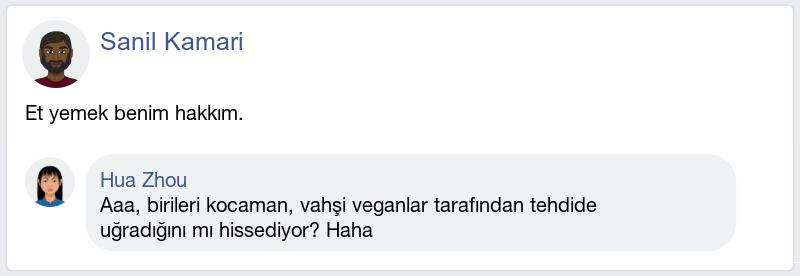 Sanil Kamari
Et yemek benim hakkım.
Hua Zhou
Aaa, birileri kocaman, vahşi veganlar tarafından tehdide
uğradığını mı hissediyor? Haha